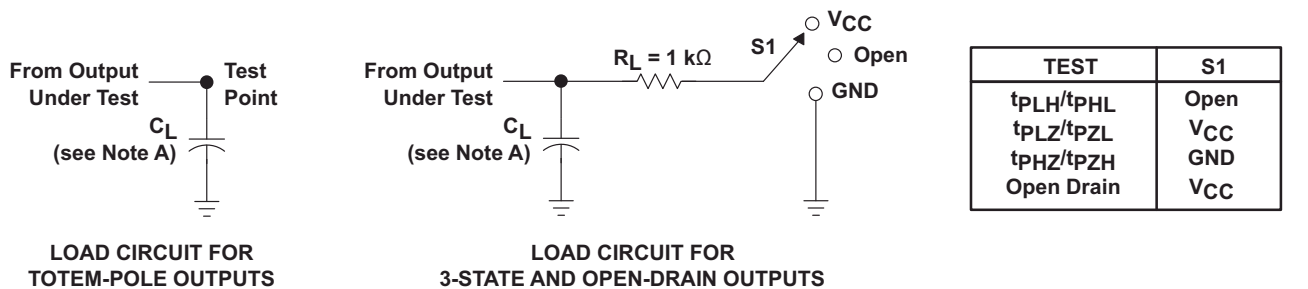 From Output
Under Test
Test
Point
CL
(see Note A)
LOAD CIRCUIT FOR
TOTEM-POLE OUTPUTS
From Output
Under Test
RL = 1 kΩ
S1
VCC
Open
GND
CL
(see Note A)
LOAD CIRCUIT FOR
3-STATE AND OPEN-DRAIN OUTPUTS
TEST S1
tPLH/tPHL Open
tPLZ/tPZL VCC
tPHZ/tPZH GND
Open Drain VCC